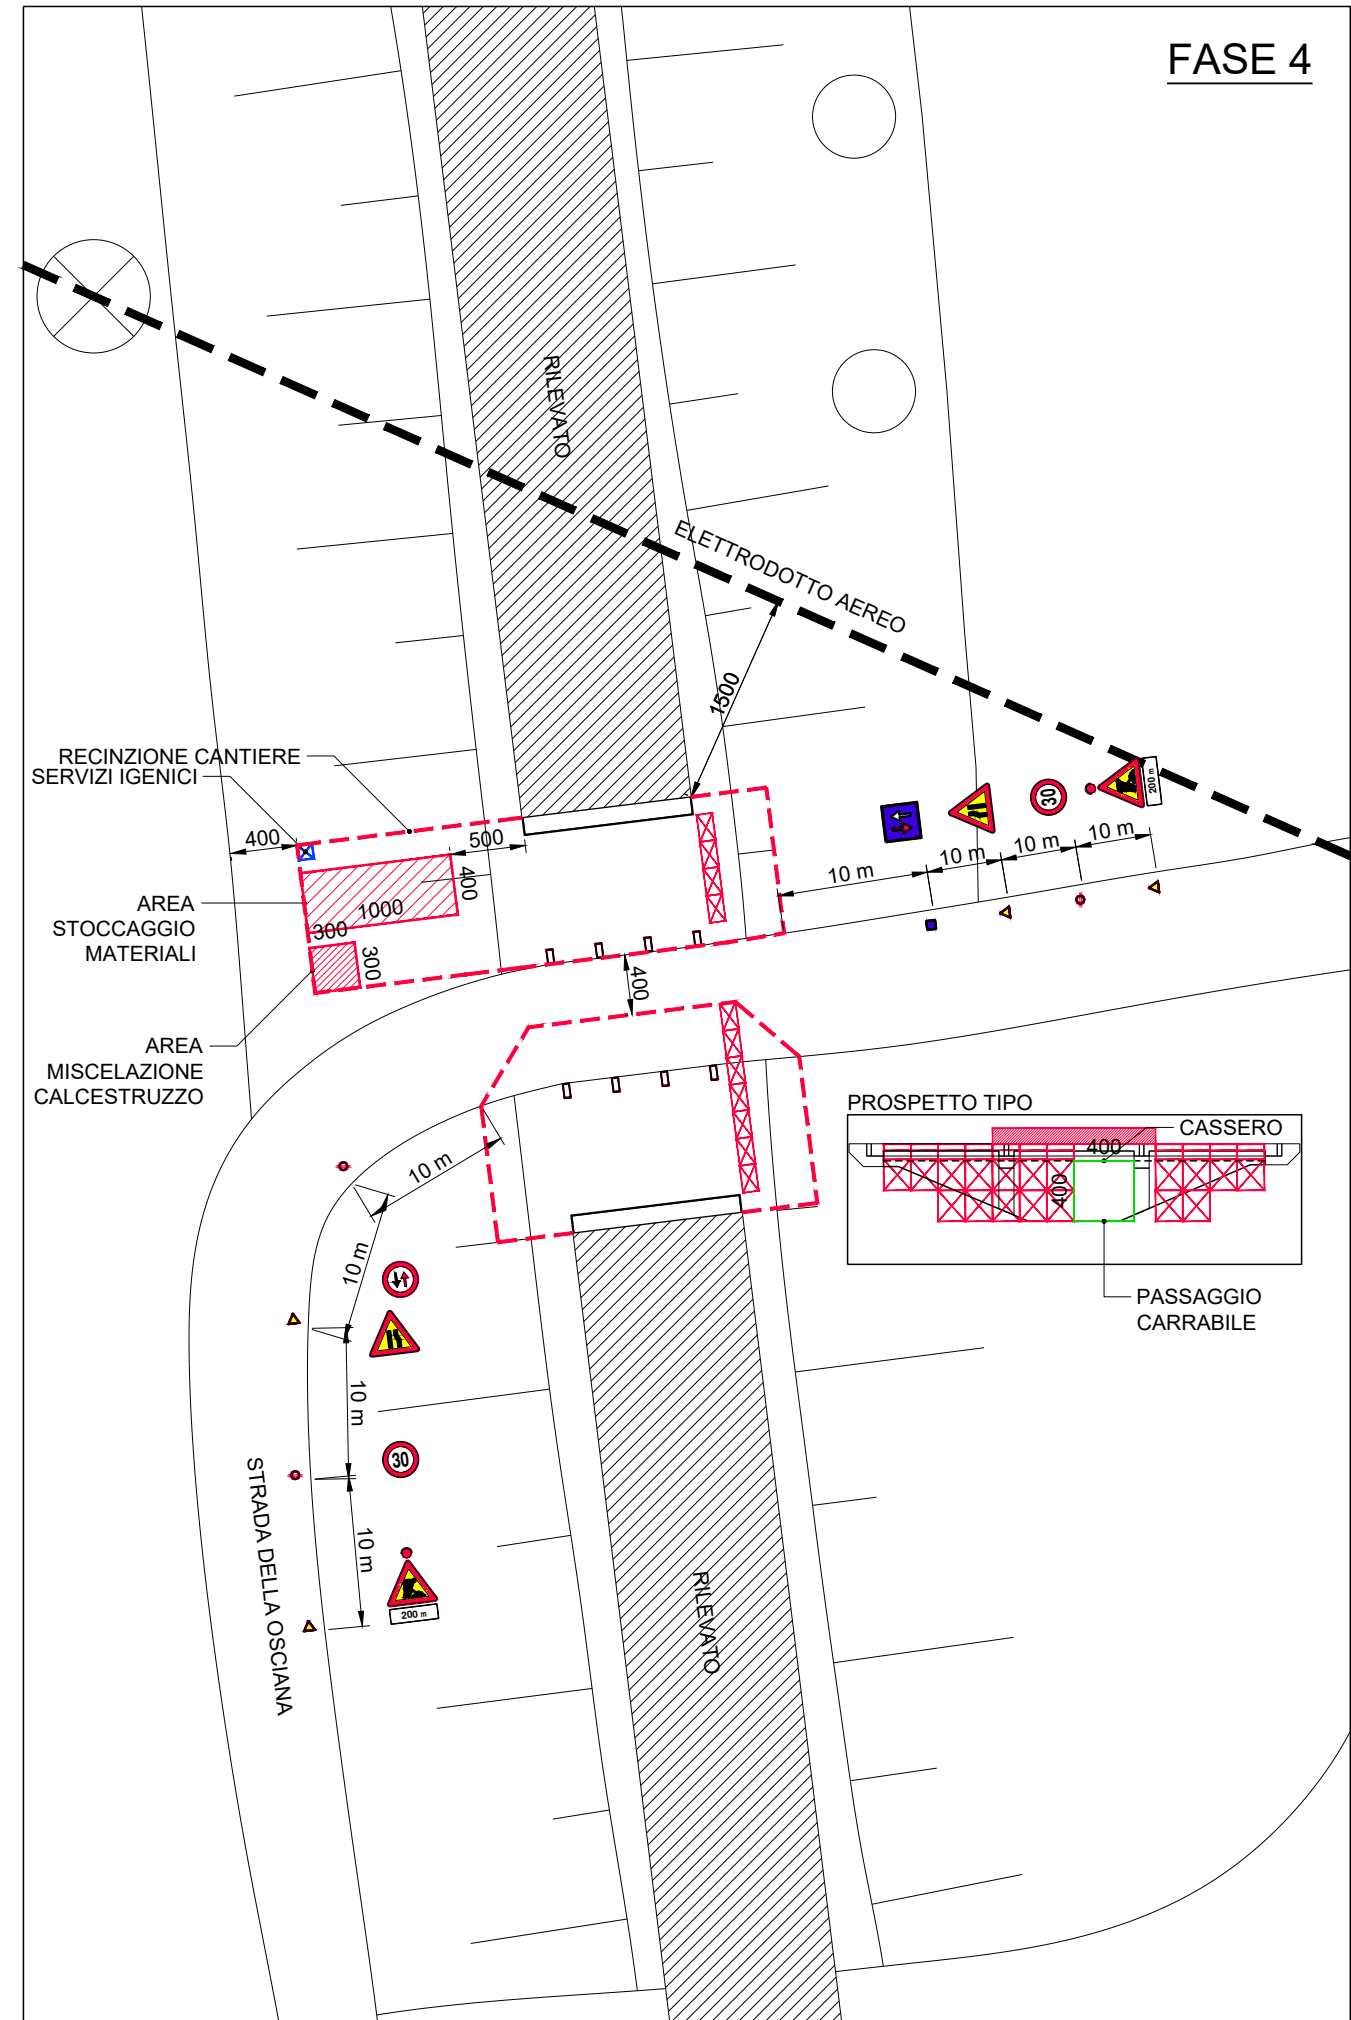 FASE 4
RILEVATO
ELETTRODOTTO AEREO
1500
RECINZIONE CANTIERE
SERVIZI IGENICI
400
500
400
1000
300
300
AREA
STOCCAGGIO
MATERIALI
AREA
MISCELAZIONE
CALCESTRUZZO
400
30
200 m
10 m
10 m
10 m
10 m
PROSPETTO TIPO
CASSERO
400
400
PASSAGGIO
CARRABILE
10 m
10 m
10 m
10 m
30
200 m
STRADA DELLA OSCIANA
RILEVATO